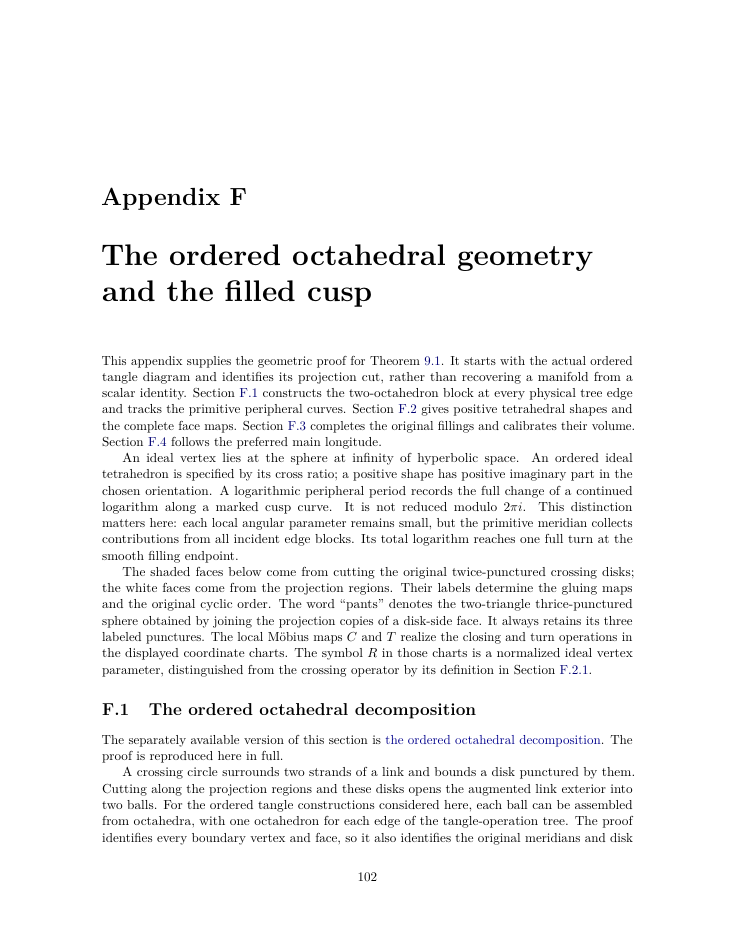 Appendix F
The ordered octahedral geometry
and the filled cusp
This appendix supplies the geometric proof for Theorem 9.1. It starts with the actual ordered
tangle diagram and identifies its projection cut, rather than recovering a manifold from a
scalar identity. Section F.1 constructs the two-octahedron block at every physical tree edge
and tracks the primitive peripheral curves. Section F.2 gives positive tetrahedral shapes and
the complete face maps. Section F.3 completes the original fillings and calibrates their volume.
Section F.4 follows the preferred main longitude.
An ideal vertex lies at the sphere at infinity of hyperbolic space. An ordered ideal
tetrahedron is specified by its cross ratio; a positive shape has positive imaginary part in the
chosen orientation. A logarithmic peripheral period records the full change of a continued
logarithm along a marked cusp curve. It is not reduced modulo 2πi. This distinction
matters here: each local angular parameter remains small, but the primitive meridian collects
contributions from all incident edge blocks. Its total logarithm reaches one full turn at the
smooth filling endpoint.
The shaded faces below come from cutting the original twice-punctured crossing disks;
the white faces come from the projection regions. Their labels determine the gluing maps
and the original cyclic order. The word “pants” denotes the two-triangle thrice-punctured
sphere obtained by joining the projection copies of a disk-side face. It always retains its three
labeled punctures. The local Möbius maps C and T realize the closing and turn operations in
the displayed coordinate charts. The symbol R in those charts is a normalized ideal vertex
parameter, distinguished from the crossing operator by its definition in Section F.2.1.
F.1 The ordered octahedral decomposition
The separately available version of this section is the ordered octahedral decomposition. The
proof is reproduced here in full.
A crossing circle surrounds two strands of a link and bounds a disk punctured by them.
Cutting along the projection regions and these disks opens the augmented link exterior into
two balls. For the ordered tangle constructions considered here, each ball can be assembled
from octahedra, with one octahedron for each edge of the tangle-operation tree. The proof
identifies every boundary vertex and face, so it also identifies the original meridians and disk
102